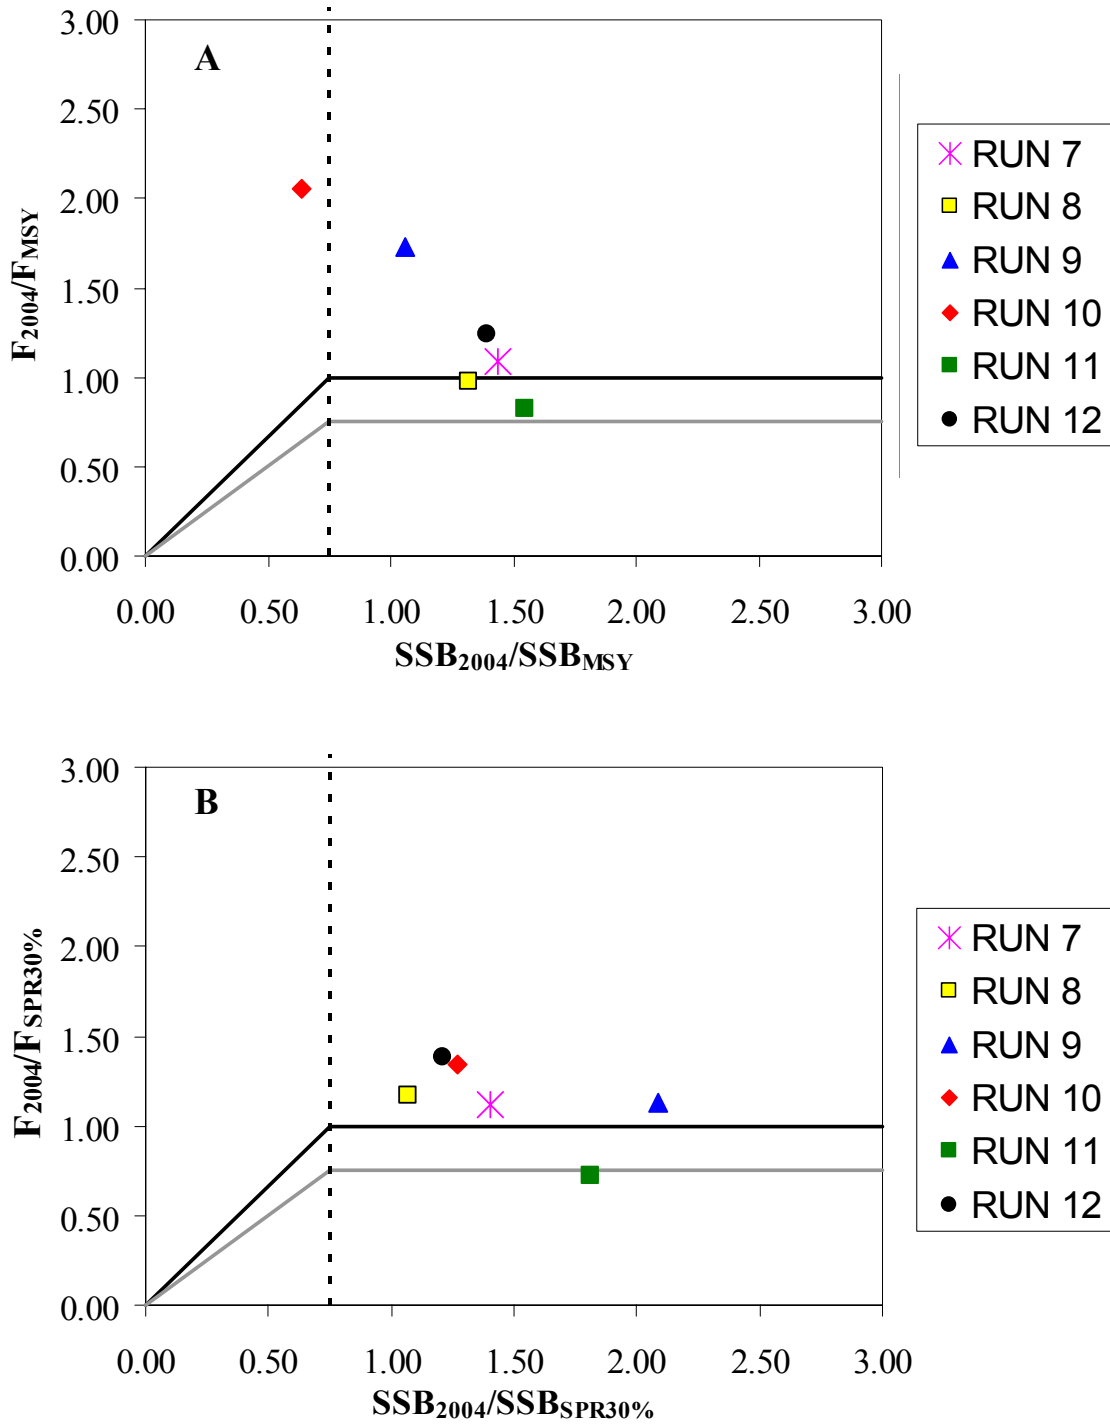 3.00
A
2.50
2.00
1.50
1.00
0.50
0.00
F2004/FMSY
0.00 0.50 1.00 1.50 2.00 2.50 3.00
SSB2004/SSBMSY
RUN 7
RUN 8
RUN 9
RUN 10
RUN 11
RUN 12
3.00
B
2.50
2.00
1.50
1.00
0.50
0.00
F2004/FSPR30%
0.00 0.50 1.00 1.50 2.00 2.50 3.00
SSB2004/SSBSPR30%
RUN 7
RUN 8
RUN 9
RUN 10
RUN 11
RUN 12